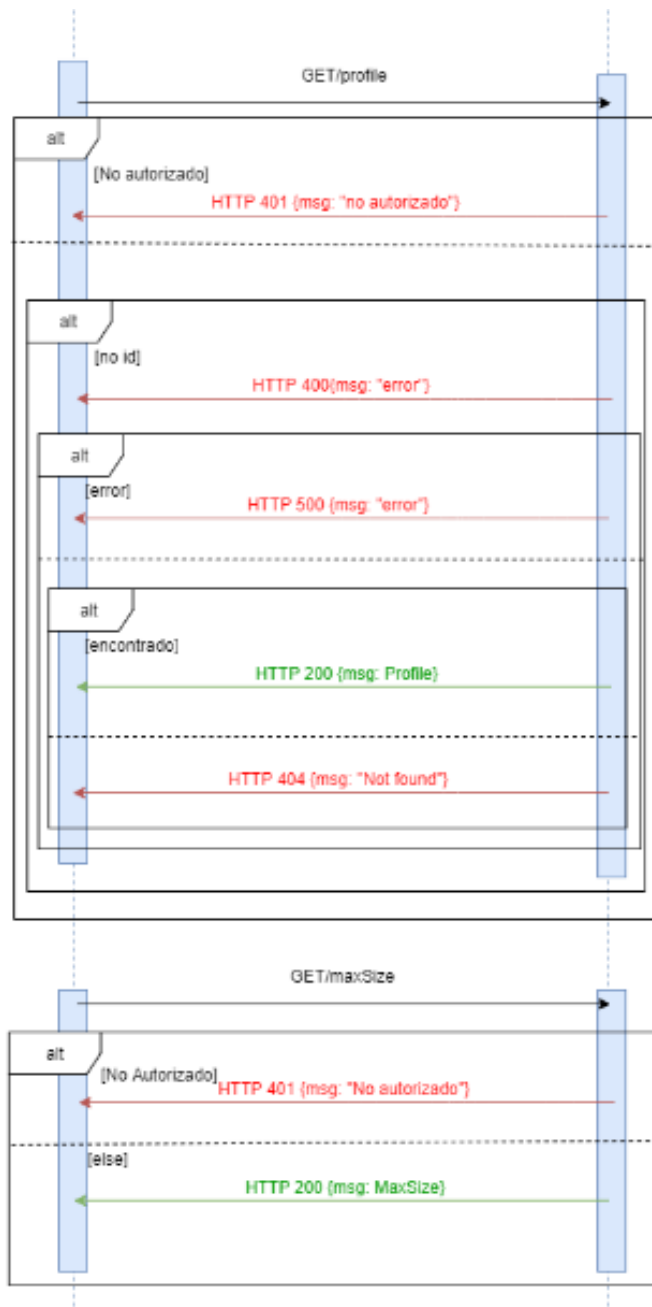 GET/profile
alt
[No autorizado]
HTTP 401 {msg: "no autorizado"}
alt
[no id]
HTTP 400{msg: "error"}
alt
[error]
HTTP 500 {msg: "error"}
alt
[encontrado]
HTTP 200 {msg: Profile}
HTTP 404 {msg: "Not found"}
GET/maxSize
alt
[No Autorizado]
HTTP 401 {msg: "No autorizado"}
[else]
HTTP 200 {msg: MaxSize}